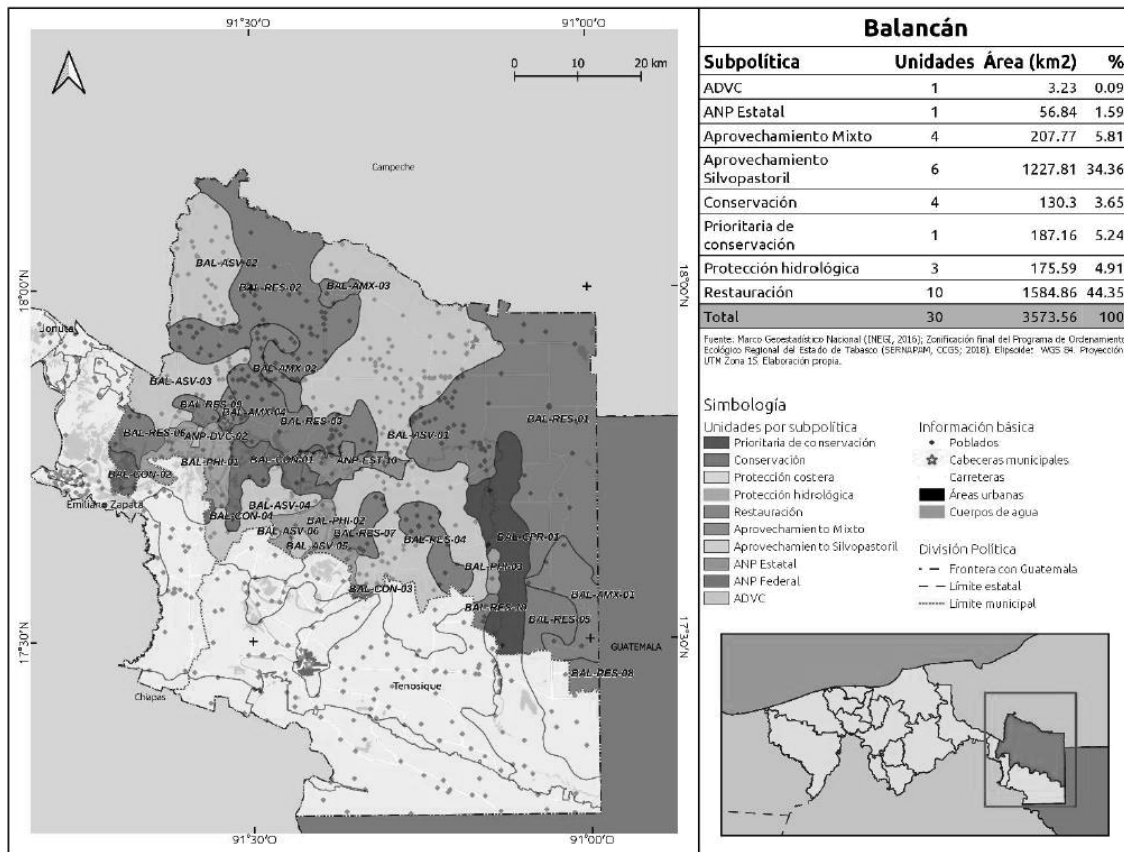 91°30'O
91°00'O
0 10 20 km
Campeche
BAL-ASV-02
BAL-RES-02
BAL-AMX-03
18°00'N
18°00'N
Jonuta
BAL-AMX-02
BAL-ASV-03
BAL-RES-09
BAL-AMX-04
BAL-RES-03
BAL-RES-01
BAL-RES-06
ANP-DVC-02
BAL-ASV-01
BAL-PHI-01
BAL-CON-01
ANP-EST-10
BAL-CON-02
Emiliano Zapata
BAL-ASV-04
BAL-CON-04
BAL-PHI-02
BAL-ASV-06
BAL-RES-07
BAL-RES-04
BAL-CPR-01
BAL-ASV-05
BAL-PHI-03
BAL-CON-03
BAL-AMX-01
BAL-RES-05
17°30'N
17°30'N
GUATEMALA
BAL-RES-08
Chiapas
Tenosique
91°30'O
91°00'O
Balancán
Subpolítica Unidades Área (km2) %
ADVC 1 3.23 0.09
ANP Estatal 1 56.84 1.59
Aprovechamiento Mixto 4 207.77 5.81
Aprovechamiento
Silvopastoril 6 1227.81 34.36
Conservación 4 130.3 3.65
Prioritaria de
conservación 1 187.16 5.24
Protección hidrológica 3 175.59 4.91
Restauración 10 1584.86 44.35
Total 30 3573.56 100
Fuente: Marco Geoestadístico Nacional (INEGI, 2016); Zonificación final del Programa de Ordenamiento
Ecológico Regional del Estado de Tabasco (SERNAPAM, CCGS; 2018). Elipsoide: WGS 84. Proyección
UTM Zona 15. Elaboración propia.
Simbología
Unidades por subpolítica
Prioritaria de conservación
Conservación
Protección costera
Protección hidrológica
Restauración
Aprovechamiento Mixto
Aprovechamiento Silvopastoril
ANP Estatal
ANP Federal
ADVC
Información básica
Poblados
Cabeceras municipales
Carreteras
Áreas urbanas
Cuerpos de agua
División Política
Frontera con Guatemala
Límite estatal
Límite municipal